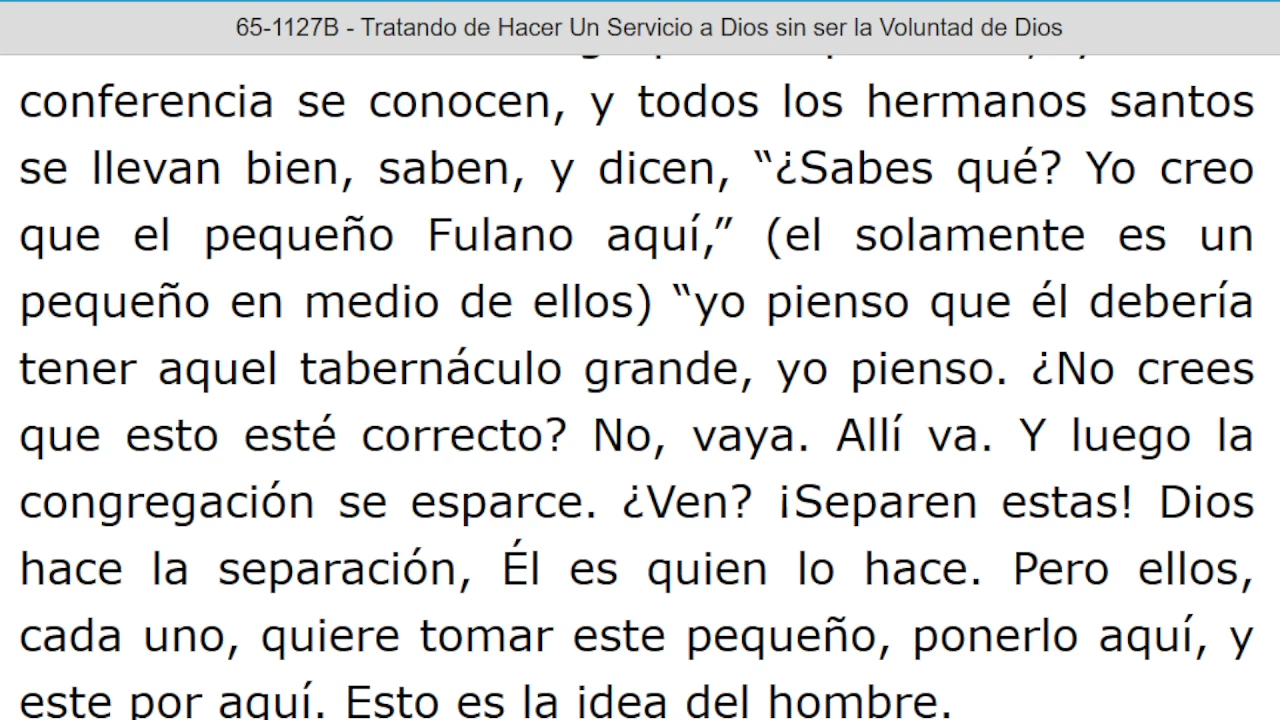 65-1127B - Tratando de Hacer Un Servicio a Dios sin ser la Voluntad de Dios
conferencia se conocen, y todos los hermanos santos
se llevan bien, saben, y dicen, “¿Sabes qué? Yo creo
que el pequeño Fulano aquí,” (el solamente es un
pequeño en medio de ellos) “yo pienso que él debería
tener aquel tabernáculo grande, yo pienso. ¿No crees
que esto esté correcto? No, vaya. Allí va. Y luego la
congregación se esparce. ¿Ven? ¡Separen estas! Dios
hace la separación, Él es quien lo hace. Pero ellos,
cada uno, quiere tomar este pequeño, ponerlo aquí, y
este por aquí. Esto es la idea del hombre.